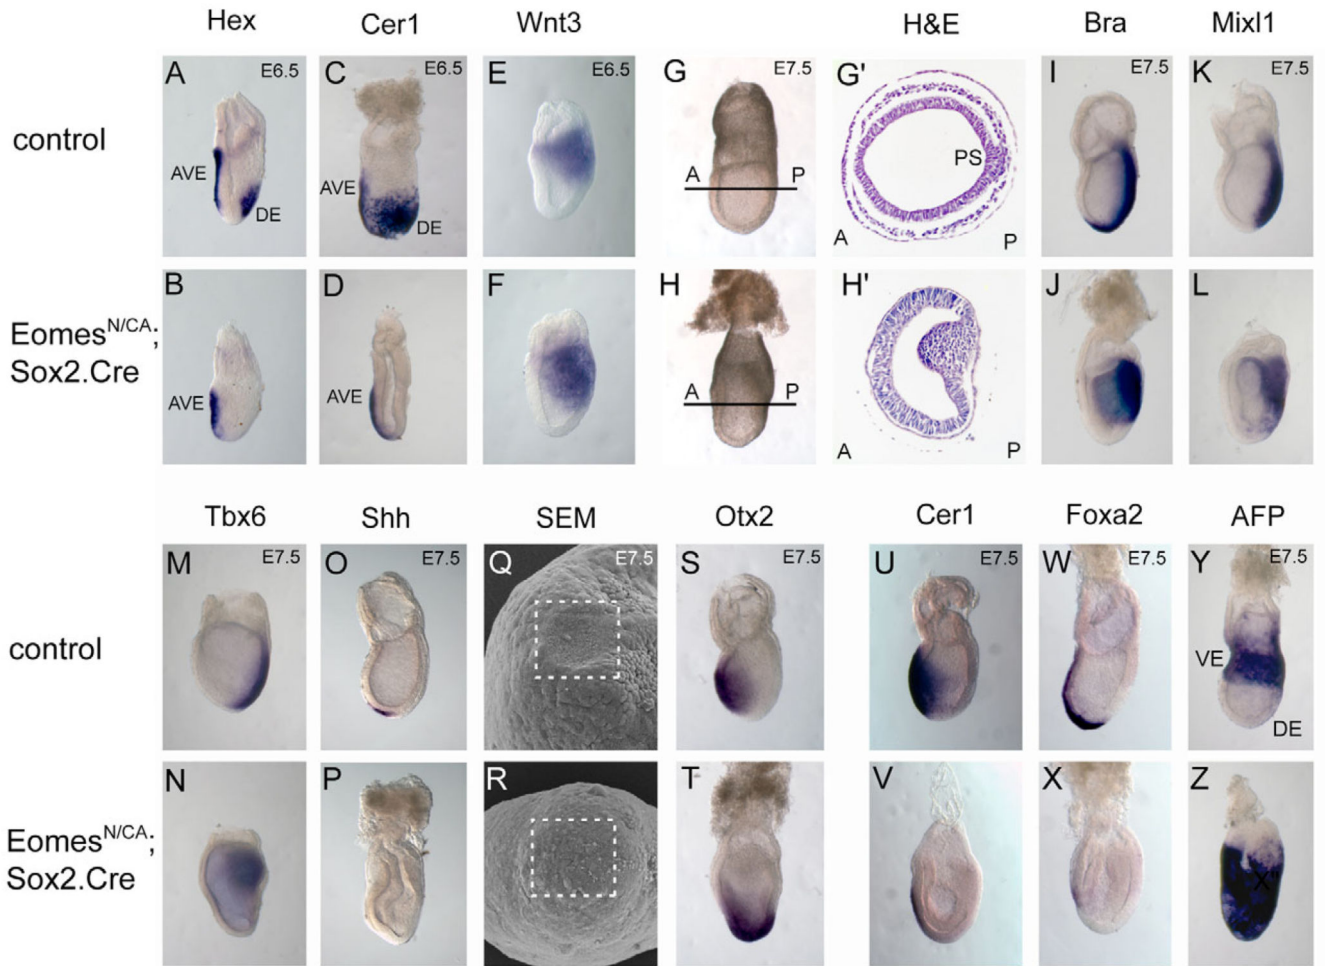 Hex Cer1 Wnt3 H&E Bra Mixl1
control
A E6.5 AVE DE
C E6.5 AVE DE
E E6.5
G E7.5 A P
G' PS A P
I E7.5
K E7.5
Eomes^N/CA;
Sox2.Cre
B AVE
D AVE
F
H A P
H' A P
J
L
Tbx6 Shh SEM Otx2 Cer1 Foxa2 AFP
control
M E7.5
O E7.5
Q E7.5
S E7.5
U E7.5
W E7.5
Y E7.5 VE DE
Eomes^N/CA;
Sox2.Cre
N
P
R
T
V
X
Z X"